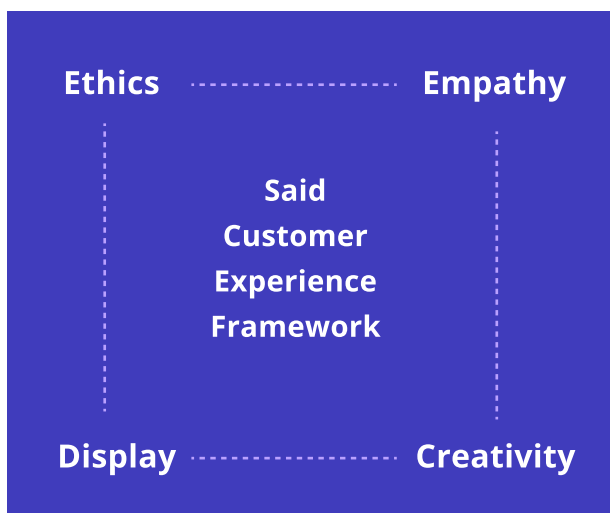 Ethics
Empathy
Said
Customer
Experience
Framework
Display
Creativity